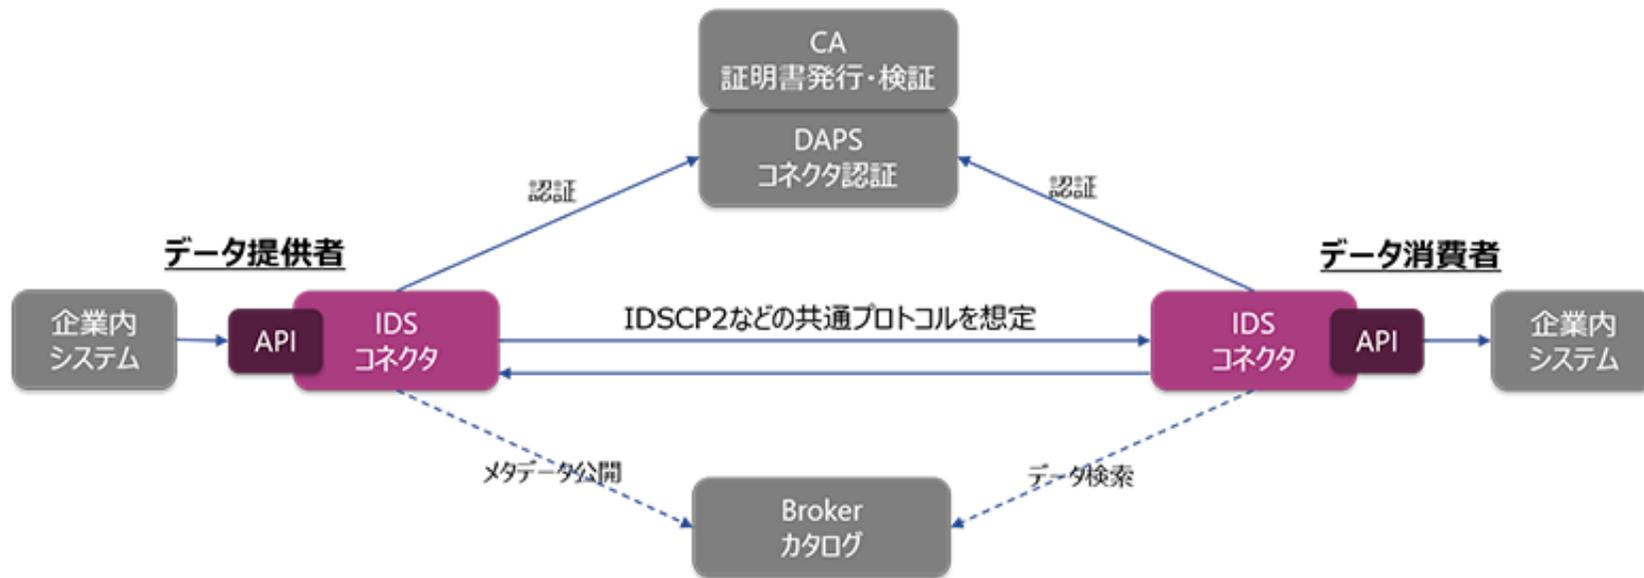 CA
証明書発行・検証
DAPS
コネクタ認証
認証
認証
データ提供者
データ消費者
企業内
システム
API
IDS
コネクタ
IDSCP2などの共通プロトコルを想定
IDS
コネクタ
API
企業内
システム
メタデータ公開
データ検索
Broker
カタログ